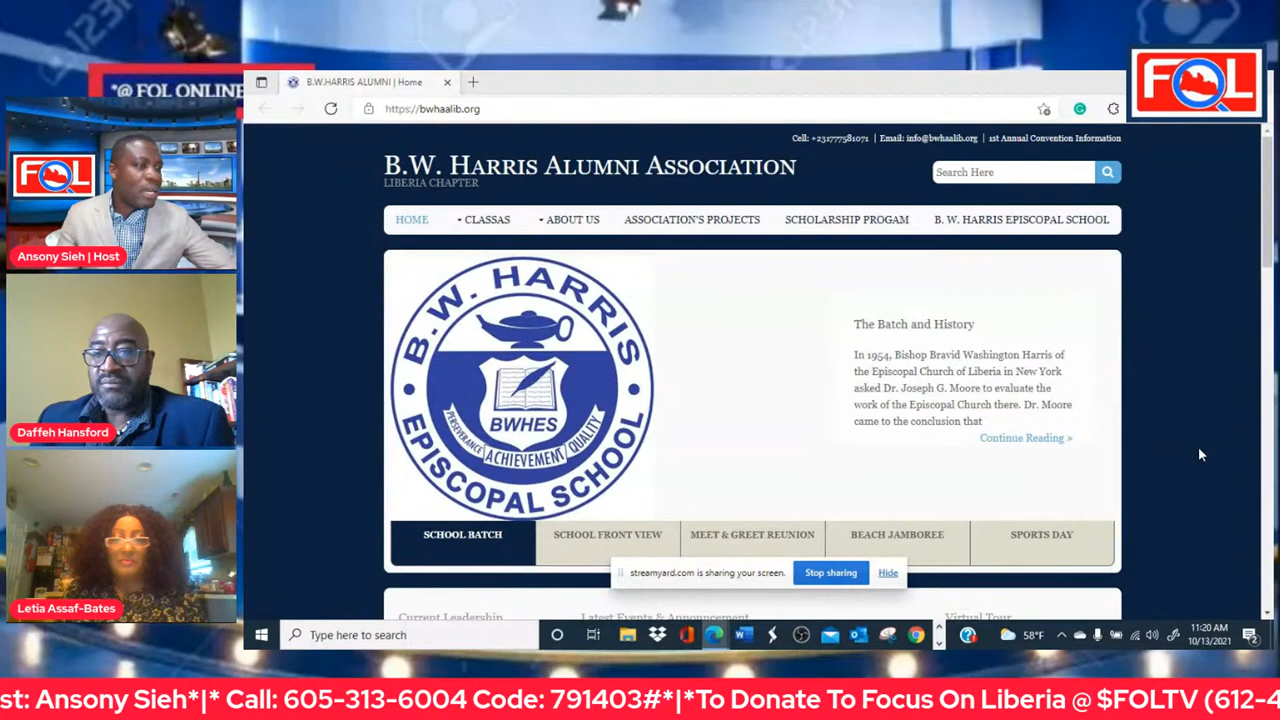 *@ FOL ONLINE
B.W.HARRIS ALUMNI | Home
https://bwhaalib.org
FOL
FOL
Ansony Sieh | Host
Daffeh Hansford
Letia Assaf-Bates
Cell: +231777581071 | Email: info@bwhaalib.org | 1st Annual Convention Information
B.W. HARRIS ALUMNI ASSOCIATION
LIBERIA CHAPTER
Search Here
HOME CLASSAS ABOUT US ASSOCIATION'S PROJECTS SCHOLARSHIP PROGAM B. W. HARRIS EPISCOPAL SCHOOL
B.W. HARRIS
EPISCOPAL SCHOOL
BWHES
PERSEVERANCE ACHIEVEMENT QUALITY
The Batch and History
In 1954, Bishop Bravid Washington Harris of
the Episcopal Church of Liberia in New York
asked Dr. Joseph G. Moore to evaluate the
work of the Episcopal Church there. Dr. Moore
came to the conclusion that
Continue Reading »
SCHOOL BATCH SCHOOL FRONT VIEW MEET & GREET REUNION BEACH JAMBOREE SPORTS DAY
streamyard.com is sharing your screen. Stop sharing Hide
Current Leadership Latest Events & Announcement Virtual Tour
Type here to search
58°F
11:20 AM
10/13/2021
st: Ansony Sieh*|* Call: 605-313-6004 Code: 791403#*|*To Donate To Focus On Liberia @ $FOLTV (612-4